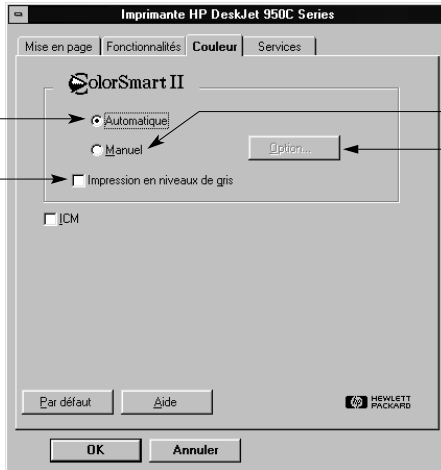 Imprimante HP DeskJet 950C Series
Mise en page Fonctionnalités Couleur Services
ColorSmart II
Automatique
Manuel
Option...
Impression en niveaux de gris
ICM
Par défaut Aide
hp HEWLETT
PACKARD
OK Annuler